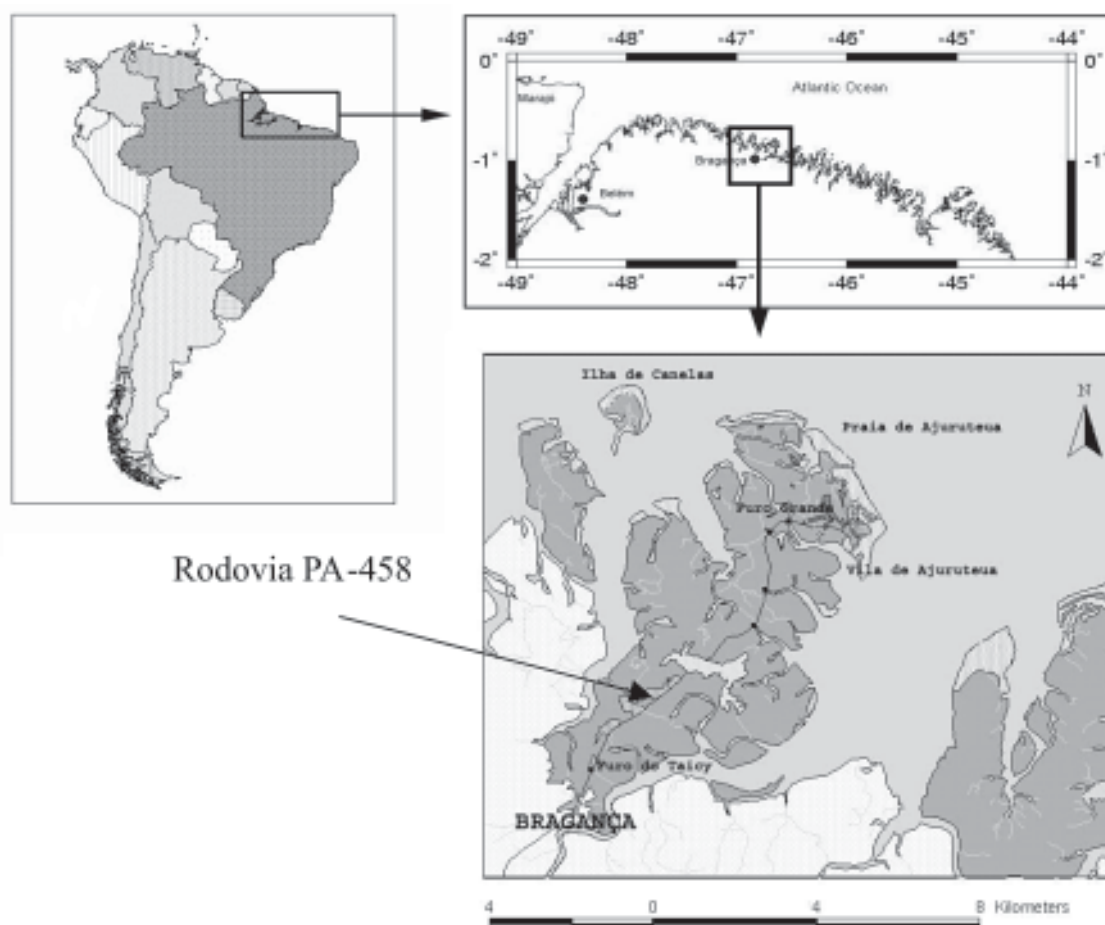 -49° -48° -47° -46° -45° -44°
0° 0°
Atlantic Ocean
Marajó
Bragança
-1° -1°
Belém
-2° -2°
-49° -48° -47° -46° -45° -44°
Ilha de Canelas
N
Praia de Ajuruteua
Furo Grande
Vila de Ajuruteua
Rodovia PA-458
Furo do Taicy
BRAGANÇA
4 0 4 8 Kilometers